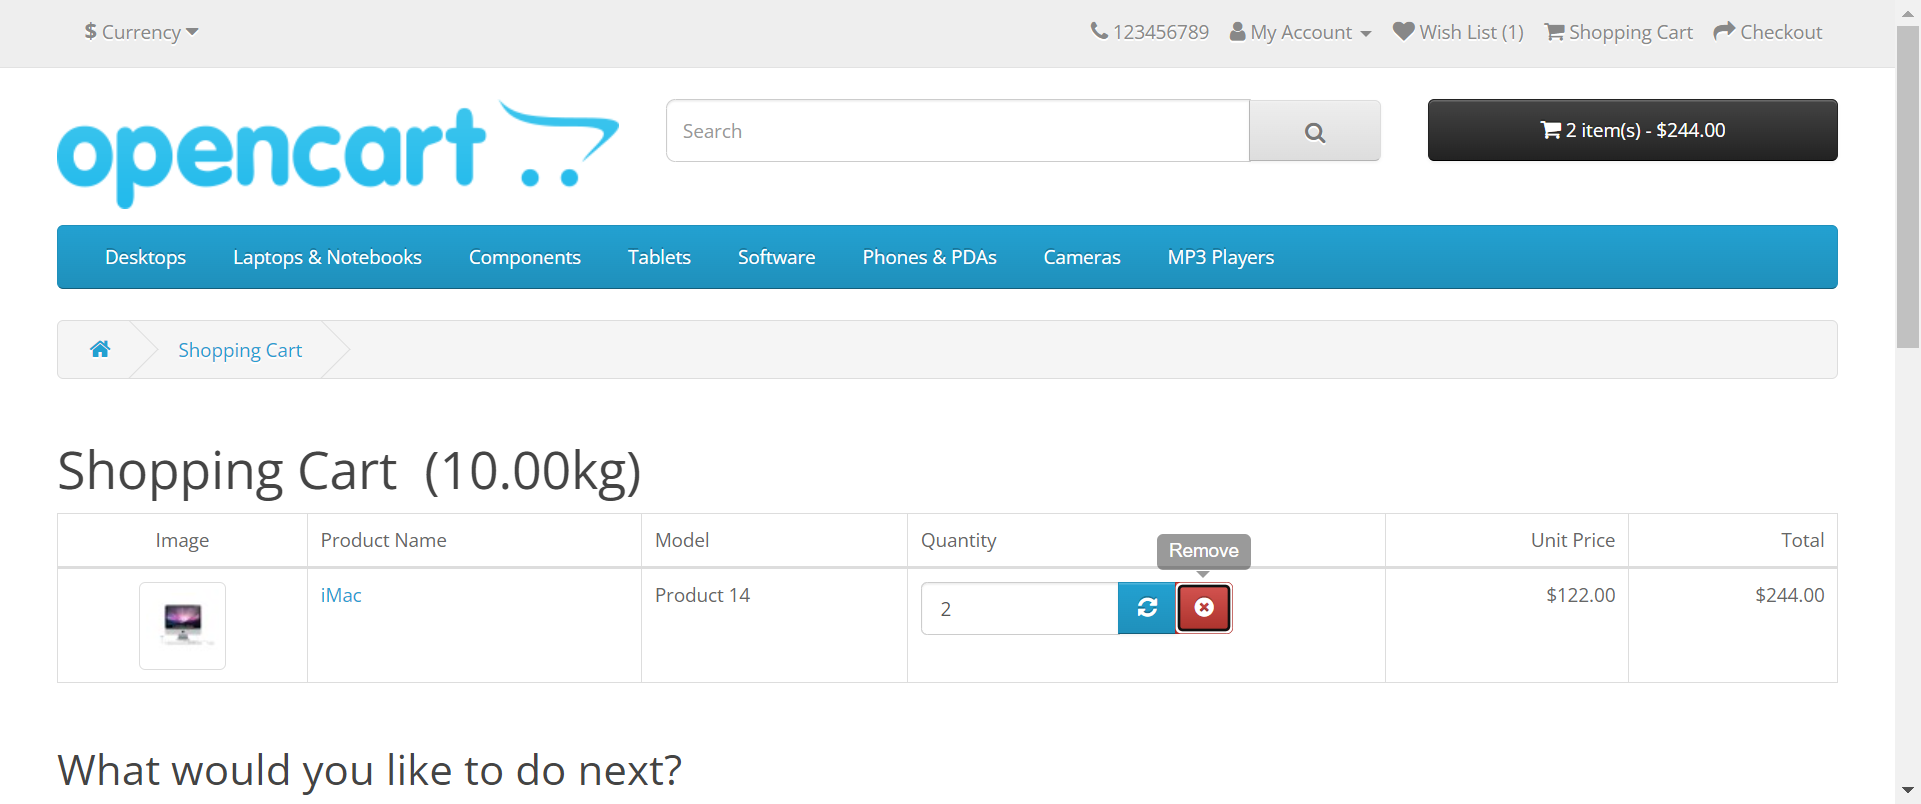 $ Currency
123456789 My Account Wish List (1) Shopping Cart Checkout
opencart
Search
2 item(s) - $244.00
Desktops Laptops & Notebooks Components Tablets Software Phones & PDAs Cameras MP3 Players
Shopping Cart
Shopping Cart (10.00kg)
Image Product Name Model Quantity Unit Price Total
Remove
iMac Product 14 2 $122.00 $244.00
What would you like to do next?